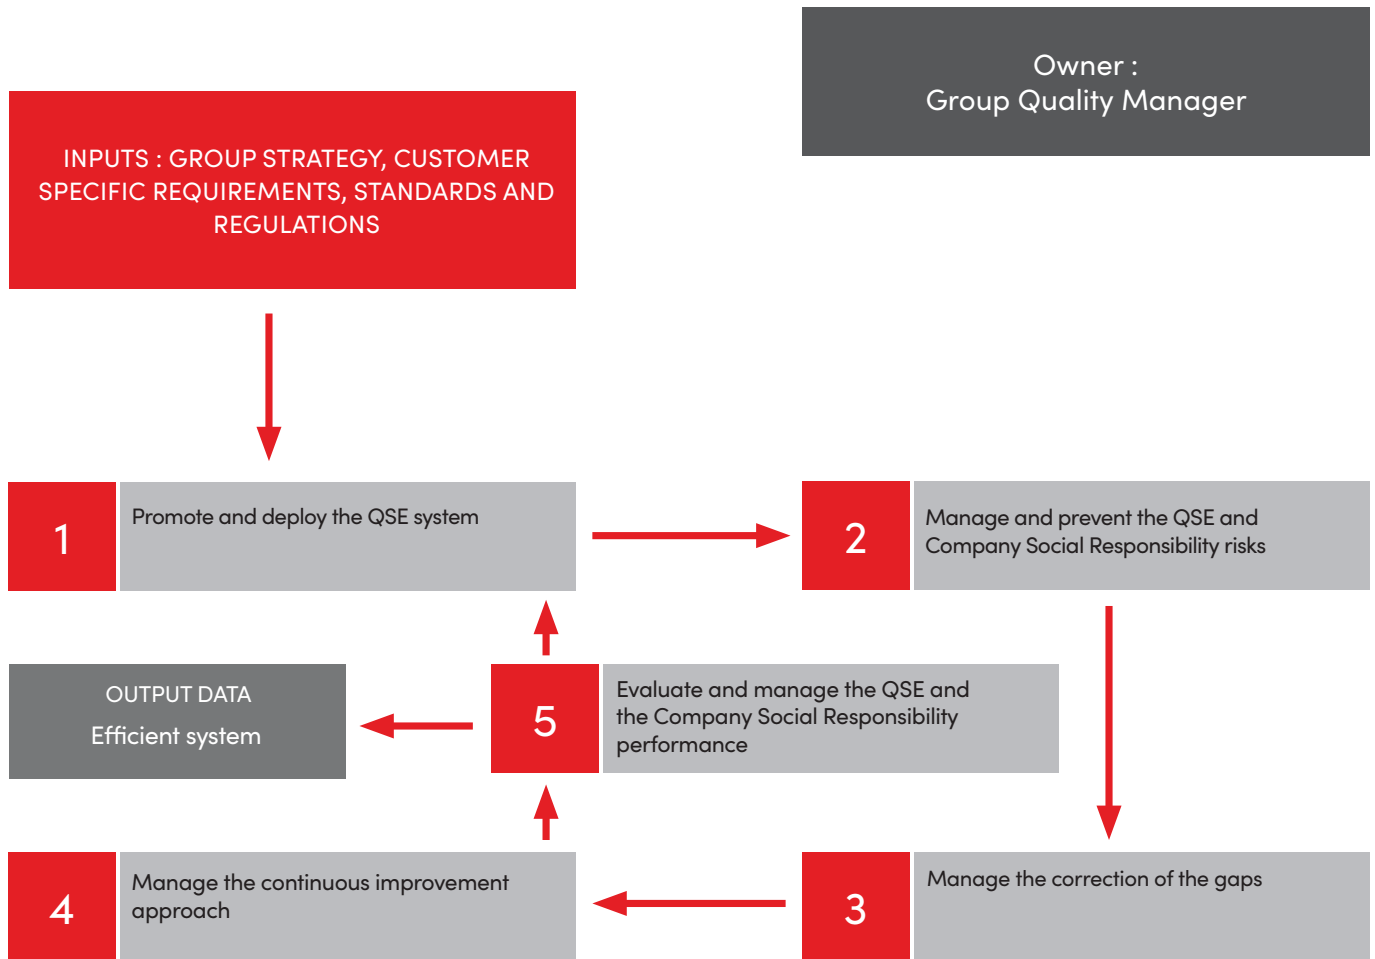 Owner :
Group Quality Manager
INPUTS : GROUP STRATEGY, CUSTOMER
SPECIFIC REQUIREMENTS, STANDARDS AND
REGULATIONS
1
Promote and deploy the QSE system
2
Manage and prevent the QSE and
Company Social Responsibility risks
OUTPUT DATA
Efficient system
5
Evaluate and manage the QSE and
the Company Social Responsibility
performance
4
Manage the continuous improvement
approach
3
Manage the correction of the gaps